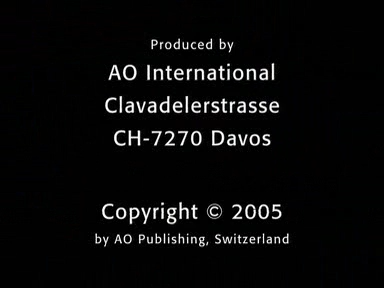 Produced by
AO International
Clavadelerstrasse
CH-7270 Davos
Copyright © 2005
by AO Publishing, Switzerland